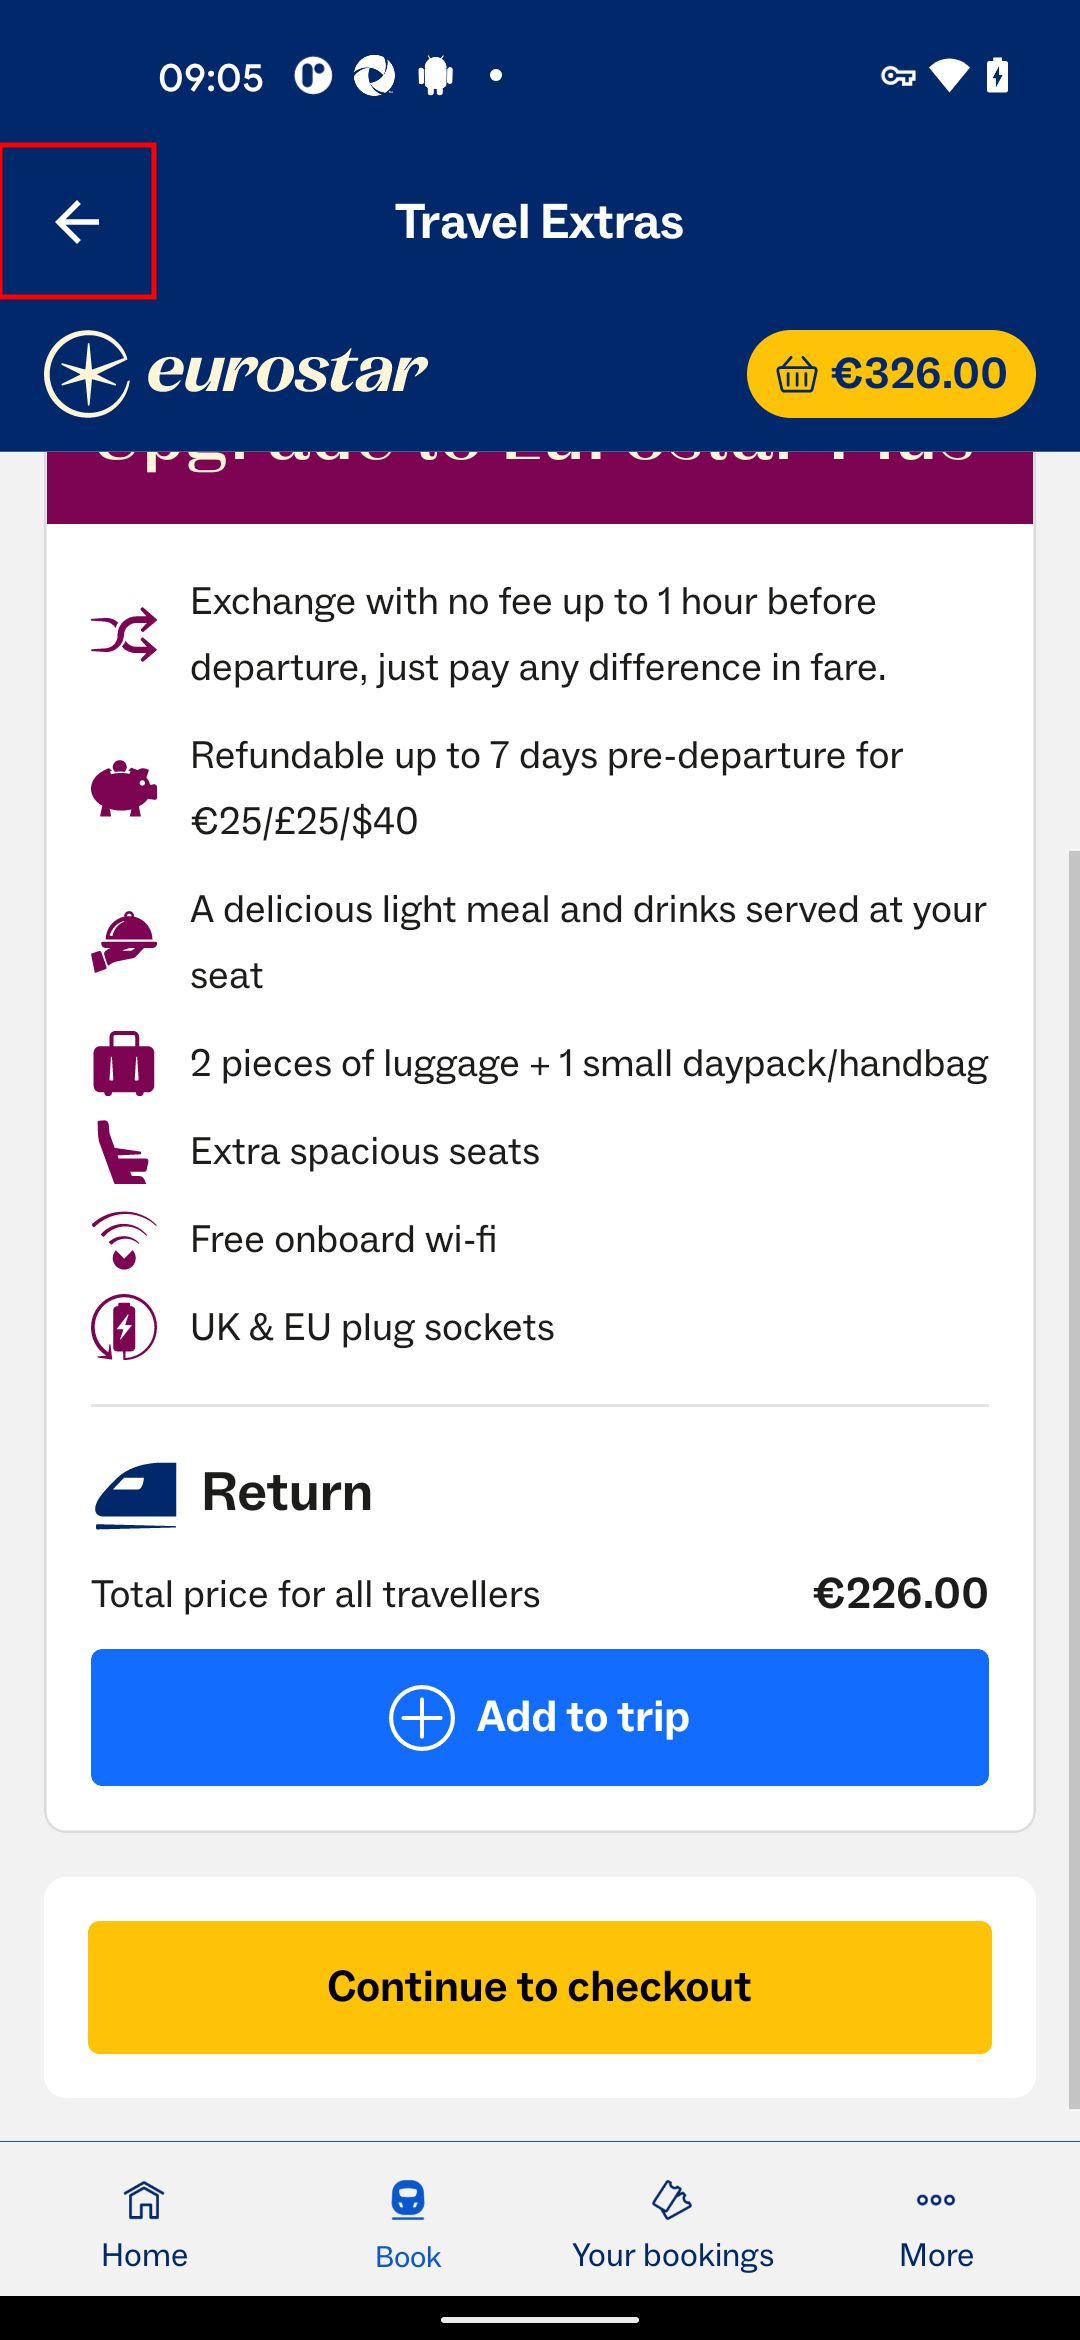 09:05
Travel Extras
eurostar
€326.00
Upgrade to Eurostar Plus
Exchange with no fee up to 1 hour before
departure, just pay any difference in fare.
Refundable up to 7 days pre-departure for
€25/£25/$40
A delicious light meal and drinks served at your
seat
2 pieces of luggage + 1 small daypack/handbag
Extra spacious seats
Free onboard wi-fi
UK & EU plug sockets
Return
Total price for all travellers
€226.00
Add to trip
Continue to checkout
Home
Book
Your bookings
More